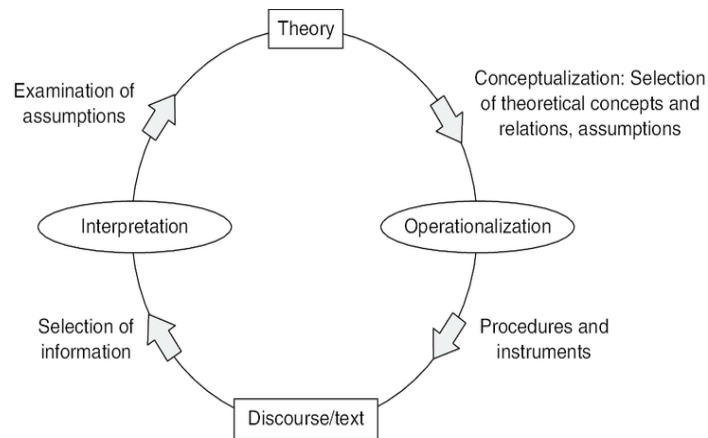 Theory
Examination of
assumptions
Conceptualization: Selection
of theoretical concepts and
relations, assumptions
Interpretation
Operationalization
Selection of
information
Procedures and
instruments
Discourse/text